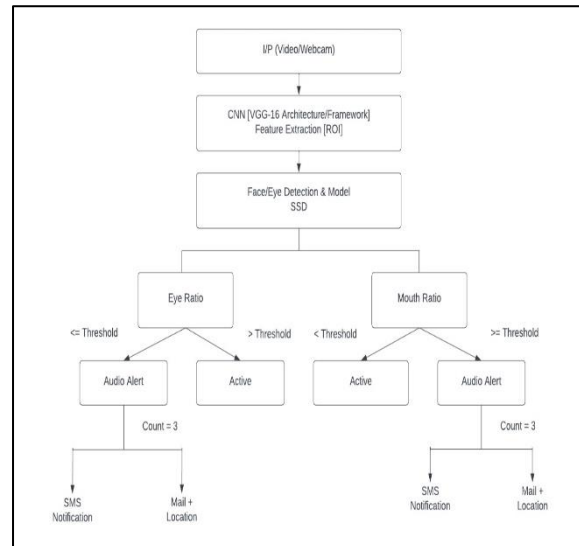 I/P (Video/Webcam)
CNN [VGG-16 Architecture/Framework]
Feature Extraction [ROI]
Face/Eye Detection & Model
SSD
Eye Ratio
Mouth Ratio
<= Threshold
> Threshold
< Threshold
>= Threshold
Audio Alert
Active
Active
Audio Alert
Count = 3
Count = 3
SMS
Notification
Mail +
Location
SMS
Notification
Mail +
Location